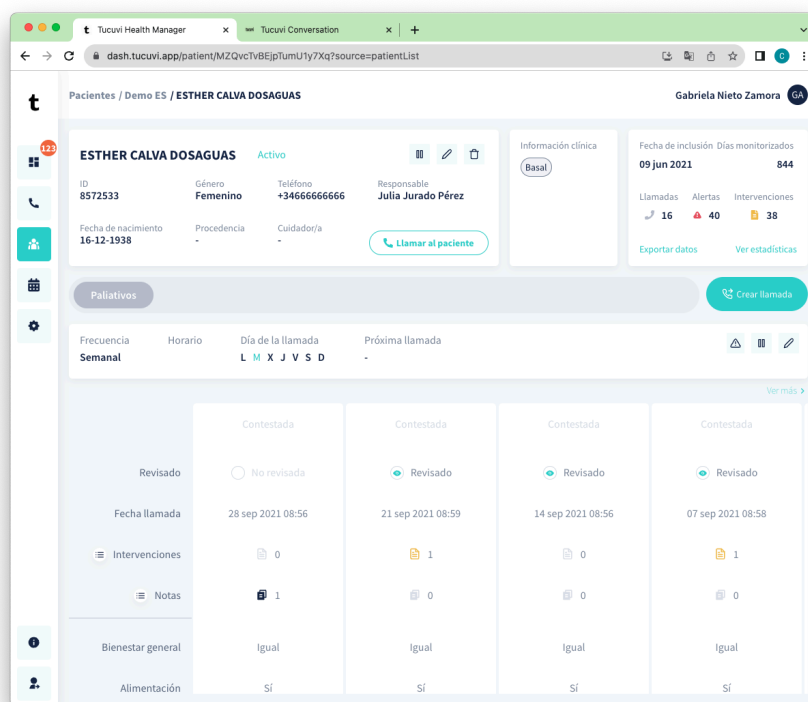 t Tucuvi Health Manager
Tucuvi Conversation
dash.tucuvi.app/patient/MZQvcTvBEjpTumU1y7Xq?source=patientList
C
t
Pacientes / Demo ES / ESTHER CALVA DOSAGUAS
Gabriela Nieto Zamora GA
123
ESTHER CALVA DOSAGUAS Activo
ID Género Teléfono Responsable
8572533 Femenino +34666666666 Julia Jurado Pérez
Fecha de nacimiento Procedencia Cuidador/a
16-12-1938 - -
Llamar al paciente
Información clínica
Basal
Fecha de inclusión Días monitorizados
09 jun 2021 844
Llamadas Alertas Intervenciones
16 40 38
Exportar datos Ver estadísticas
Paliativos
Crear llamada
Frecuencia Horario Día de la llamada Próxima llamada
Semanal L M X J V S D -
Ver más >
Contestada Contestada Contestada Contestada
Revisado No revisada Revisado Revisado Revisado
Fecha llamada 28 sep 2021 08:56 21 sep 2021 08:59 14 sep 2021 08:56 07 sep 2021 08:58
Intervenciones 0 1 0 1
Notas 1 0 0 0
Bienestar general Igual Igual Igual Igual
Alimentación Sí Sí Sí Sí